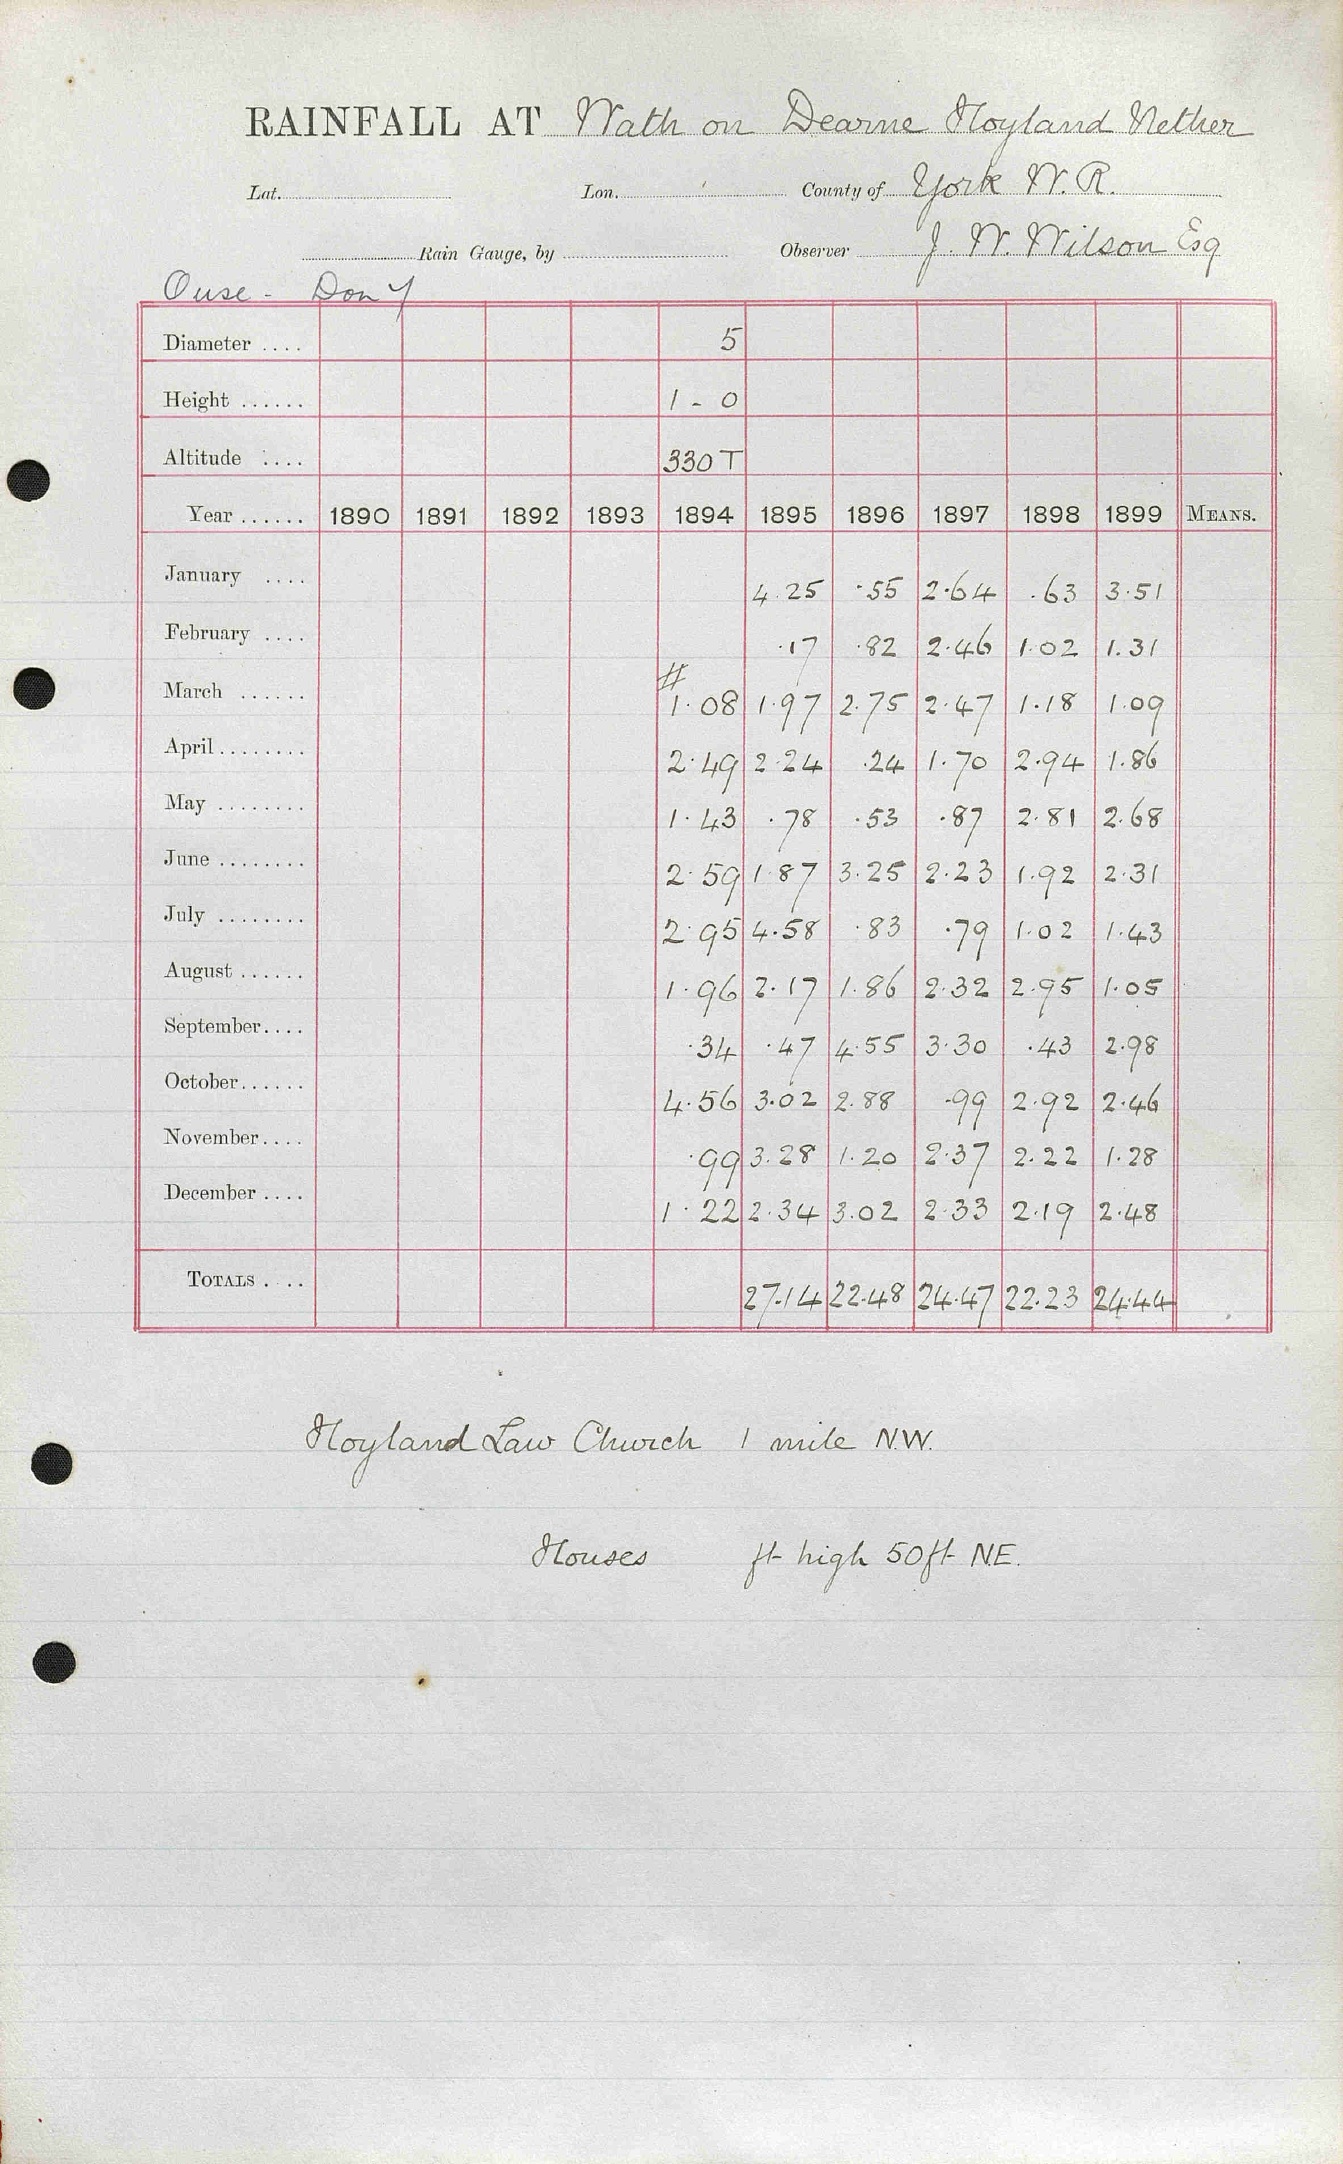 RAINFALL AT Wath on Dearne Hoyland Nether
Lat. Lon. County of York W.R.
Rain Gauge, by Observer J. W. Wilson Esq
Ouse - Don Y
Diameter .... 5
Height ...... 1 - 0
Altitude .... 330 T
Year ...... 1890 1891 1892 1893 1894 1895 1896 1897 1898 1899 MEANS.
January .... 4.25 .55 2.64 .63 3.51
February .... .17 .82 2.46 1.02 1.31
March ...... # 1.08 1.97 2.75 2.47 1.18 1.09
April ........ 2.49 2.24 .24 1.70 2.94 1.86
May ........ 1.43 .78 .53 .87 2.81 2.68
June ........ 2.59 1.87 3.25 2.23 1.92 2.31
July ........ 2.95 4.58 .83 .79 1.02 1.43
August ...... 1.96 2.17 1.86 2.32 2.95 1.05
September.... .34 .47 4.55 3.30 .43 2.98
October...... 4.56 3.02 2.88 .99 2.92 2.46
November.... .99 3.28 1.20 2.37 2.22 1.28
December .... 1.22 2.34 3.02 2.33 2.19 2.48
TOTALS .... 27.14 22.48 24.47 22.23 24.44
Hoyland Law Church 1 mile N.W.
Houses ft high 50ft NE.